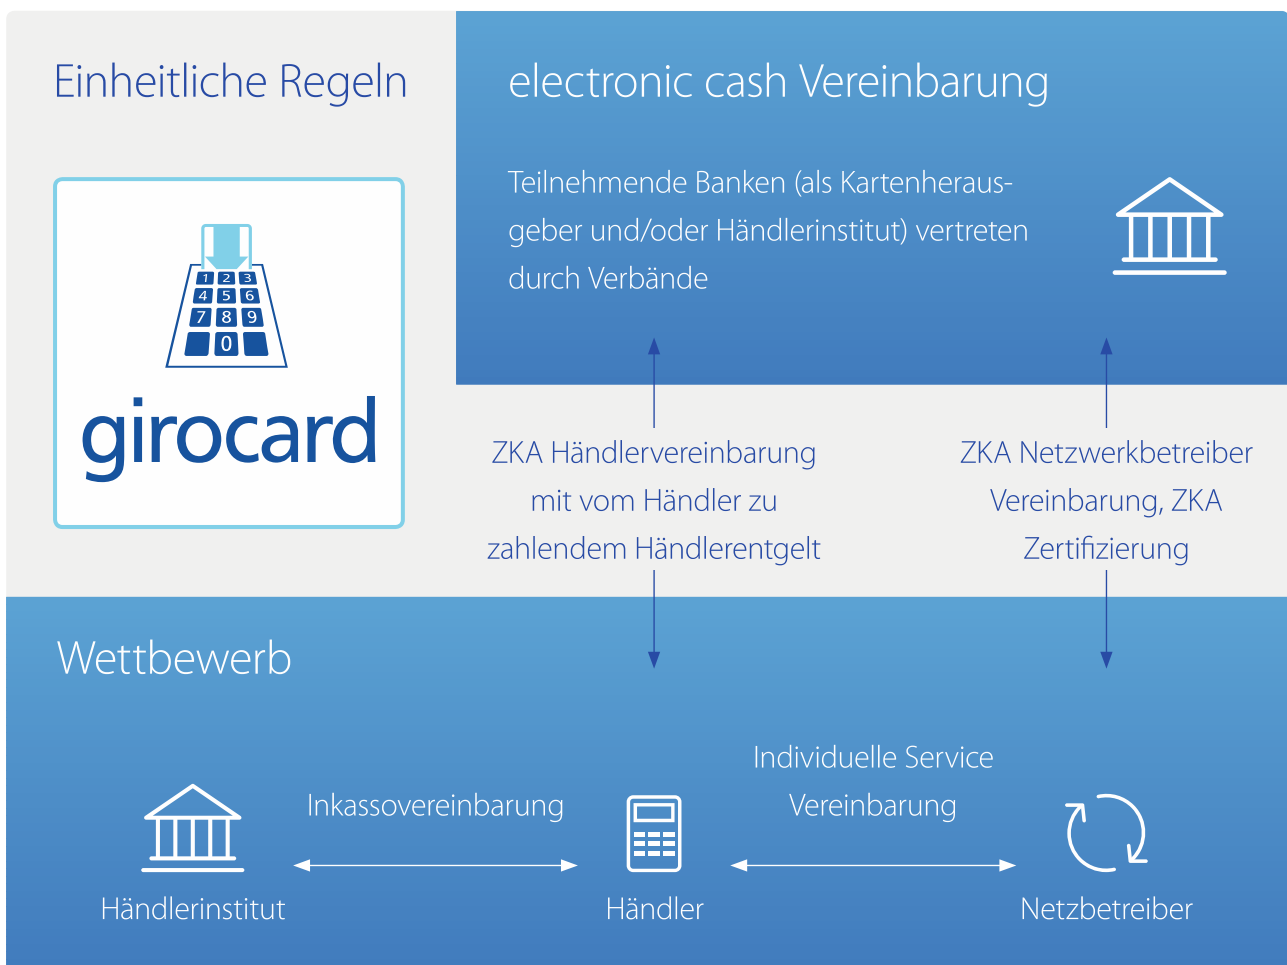 Einheitliche Regeln
1 2 3
4 5 6
7 8 9
0
girocard
electronic cash Vereinbarung
Teilnehmende Banken (als Kartenheraus-
geber und/oder Händlerinstitut) vertreten
durch Verbände
ZKA Händlervereinbarung
mit vom Händler zu
zahlendem Händlerentgelt
ZKA Netzwerkbetreiber
Vereinbarung, ZKA
Zertifizierung
Wettbewerb
Händlerinstitut
Inkassovereinbarung
Händler
Individuelle Service
Vereinbarung
Netzbetreiber